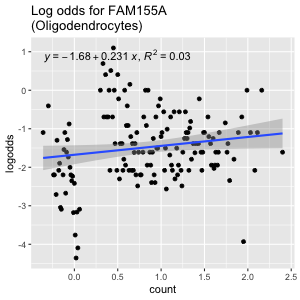 Log odds for FAM155A
(Oligodendrocytes)
y = −1.68 + 0.231 x, R² = 0.03
1
0
-1
-2
-3
-4
logodds
0.0 0.5 1.0 1.5 2.0 2.5
count